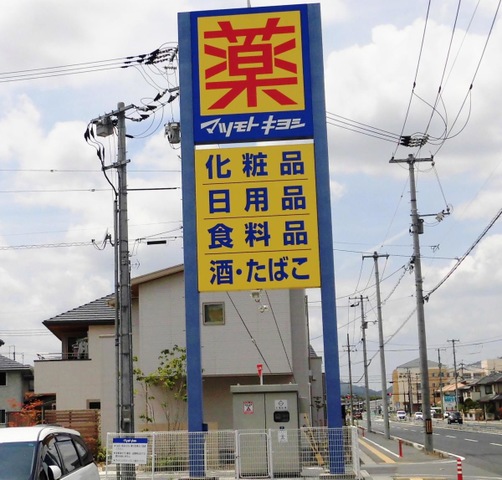 薬
マツモトキヨシ
化粧品
日用品
食料品
酒・たばこ